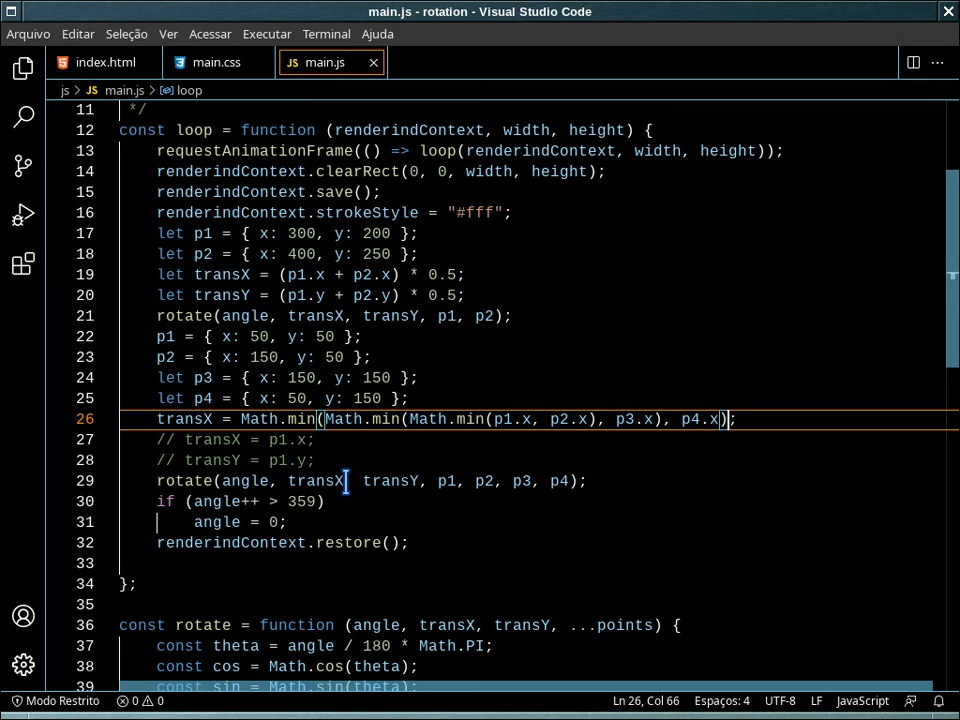 main.js - rotation - Visual Studio Code
Arquivo Editar Seleção Ver Acessar Executar Terminal Ajuda
index.html main.css JS main.js
js JS main.js loop
11 */
12 const loop = function (renderindContext, width, height) {
13 requestAnimationFrame(() => loop(renderindContext, width, height));
14 renderindContext.clearRect(0, 0, width, height);
15 renderindContext.save();
16 renderindContext.strokeStyle = "#fff";
17 let p1 = { x: 300, y: 200 };
18 let p2 = { x: 400, y: 250 };
19 let transX = (p1.x + p2.x) * 0.5;
20 let transY = (p1.y + p2.y) * 0.5;
21 rotate(angle, transX, transY, p1, p2);
22 p1 = { x: 50, y: 50 };
23 p2 = { x: 150, y: 50 };
24 let p3 = { x: 150, y: 150 };
25 let p4 = { x: 50, y: 150 };
26 transX = Math.min(Math.min(Math.min(p1.x, p2.x), p3.x), p4.x);
27 // transX = p1.x;
28 // transY = p1.y;
29 rotate(angle, transX, transY, p1, p2, p3, p4);
30 if (angle++ > 359)
31 angle = 0;
32 renderindContext.restore();
33
34 };
35
36 const rotate = function (angle, transX, transY, ...points) {
37 const theta = angle / 180 * Math.PI;
38 const cos = Math.cos(theta);
39 const sin = Math.sin(theta);
Modo Restrito 0 0 Ln 26, Col 66 Espaços: 4 UTF-8 LF JavaScript